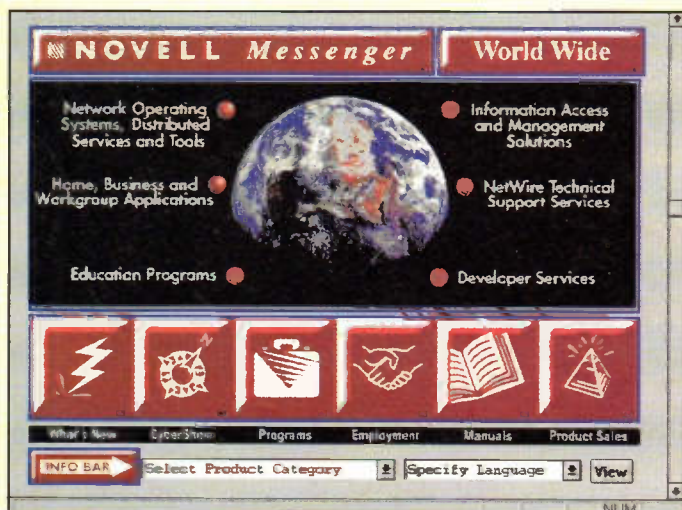 NOVELL Messenger
World Wide
Network Operating
Systems, Distributed
Services and Tools
Home, Business and
Workgroup Applications
Education Programs
Information Access
and Management
Solutions
NetWire Technical
Support Services
Developer Services
What's New
CyberShow
Programs
Employment
Manuals
Product Sales
INFO BAR
Select Product Category
Specify Language
View
NUM